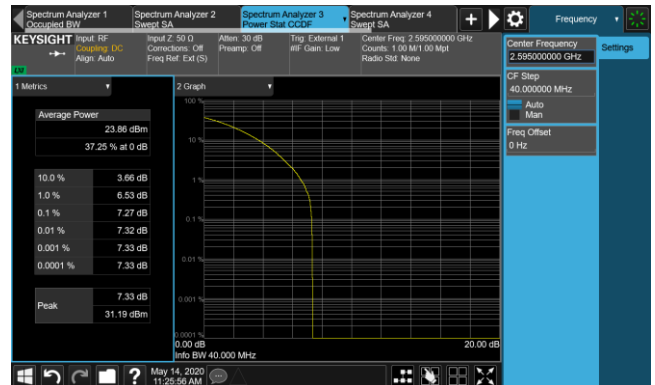 Spectrum Analyzer 1
Occupied BW
Spectrum Analyzer 2
Swept SA
Spectrum Analyzer 3
Power Stat CCDF
Spectrum Analyzer 4
Swept SA
Frequency
KEYSIGHT
Input: RF
Coupling: DC
Align: Auto
Input Z: 50 Ω
Corrections: Off
Freq Ref: Ext (S)
Atten: 30 dB
Preamp: Off
Trig: External 1
#IF Gain: Low
Center Freq: 2.595000000 GHz
Counts: 1.00 M/1.00 Mpt
Radio Std: None
Center Frequency
2.595000000 GHz
Settings
CF Step
40.000000 MHz
Auto
Man
Freq Offset
0 Hz
1 Metrics
Average Power
23.86 dBm
37.25 % at 0 dB
10.0 % 3.66 dB
1.0 % 6.53 dB
0.1 % 7.27 dB
0.01 % 7.32 dB
0.001 % 7.33 dB
0.0001 % 7.33 dB
Peak
7.33 dB
31.19 dBm
2 Graph
100 %
10 %
1 %
0.1 %
0.01 %
0.001 %
0.0001 %
0.00 dB
20.00 dB
Info BW 40.000 MHz
May 14, 2020
11:25:56 AM